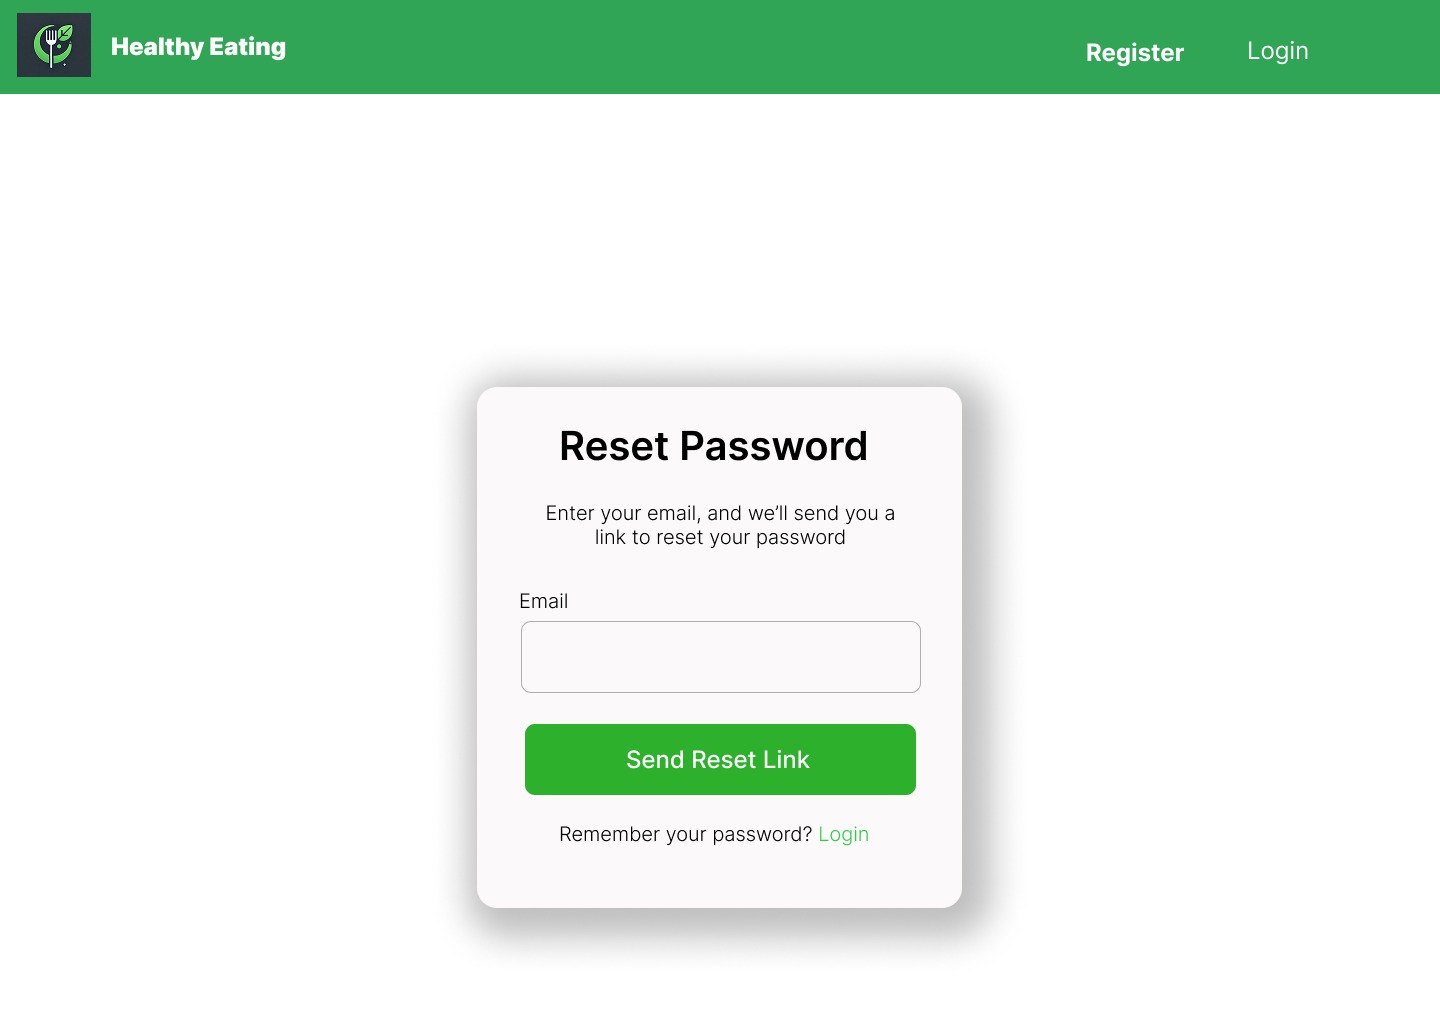 Healthy Eating
Register
Login
Reset Password
Enter your email, and we’ll send you a
link to reset your password
Email
Send Reset Link
Remember your password? Login